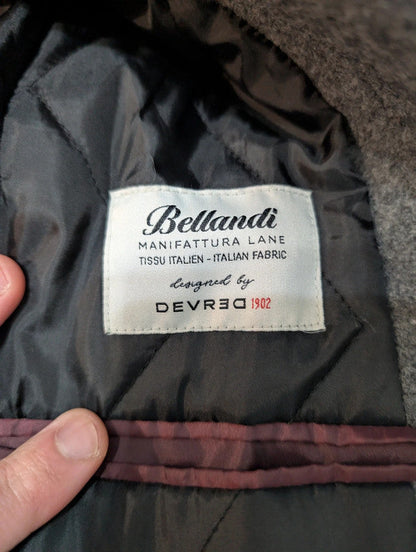 Bellandi
MANIFATTURA LANE
TISSU ITALIEN - ITALIAN FABRIC
designed by
DEVRED 1902